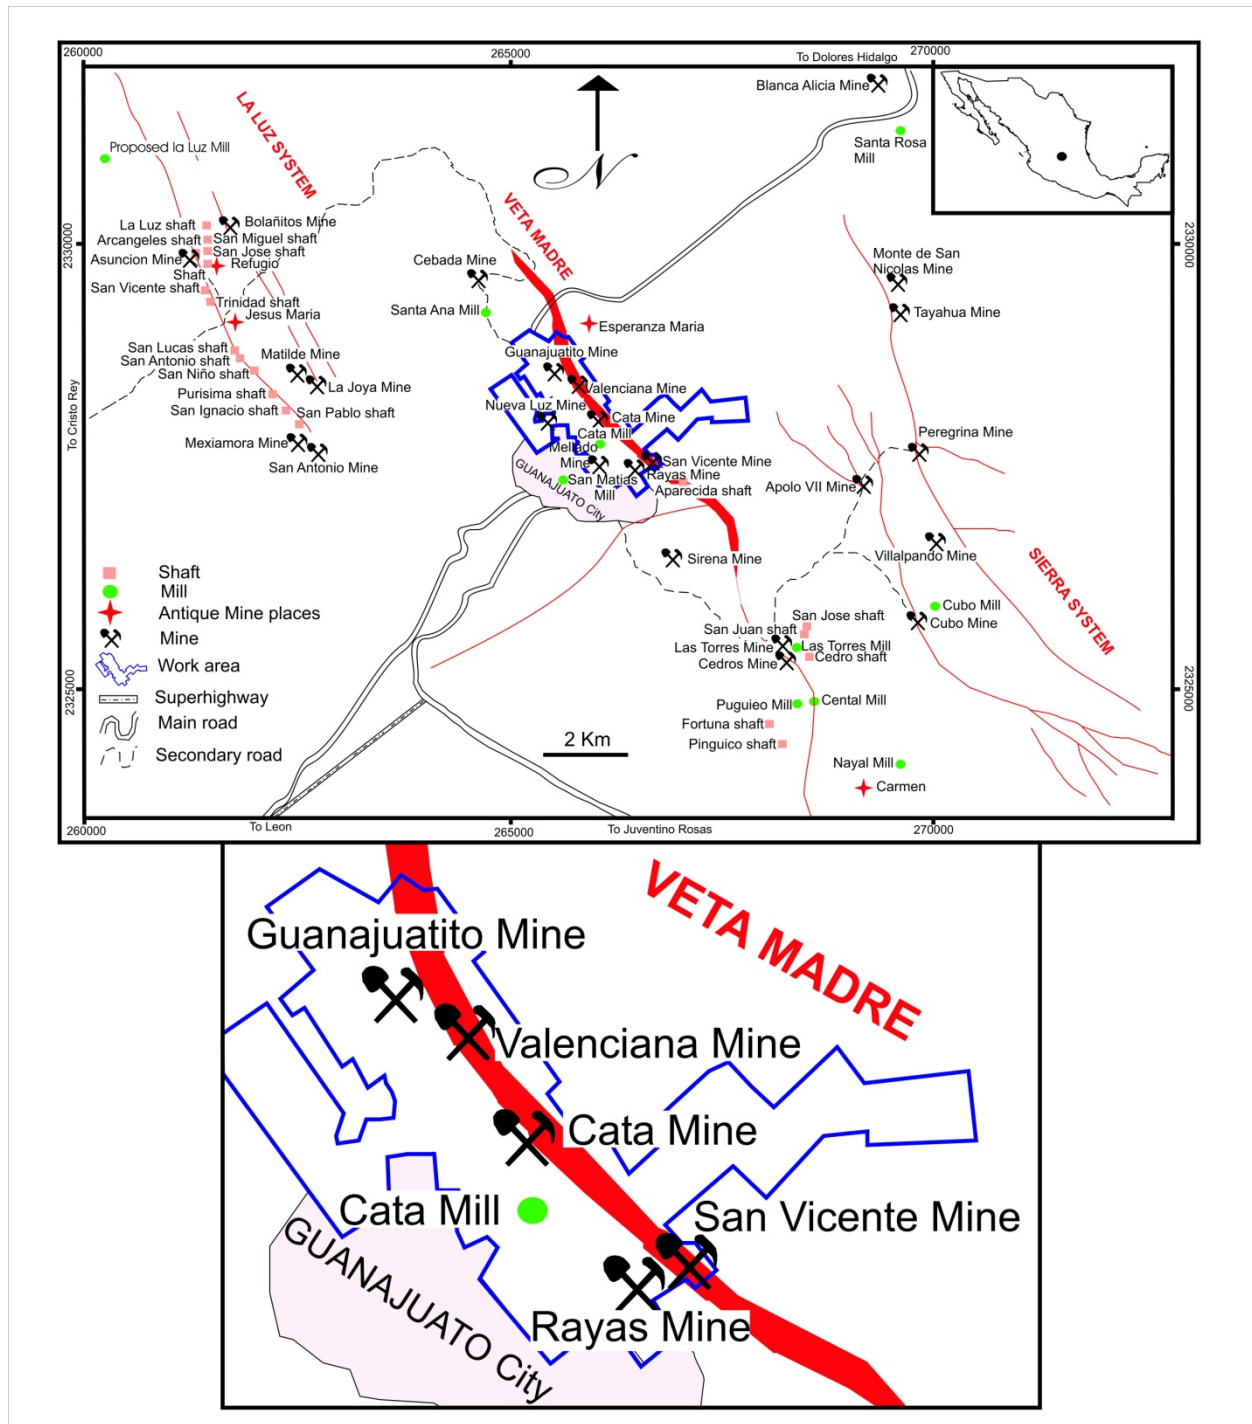 260000
265000
270000
To Dolores Hidalgo
Blanca Alicia Mine
LA LUZ SYSTEM
Proposed la Luz Mill
Santa Rosa
Mill
N
VETA MADRE
La Luz shaft
Bolañitos Mine
Arcangeles shaft
San Miguel shaft
San Jose shaft
Asuncion Mine
Refugio
Shaft
San Vicente shaft
Trinidad shaft
Jesus Maria
2330000
2330000
Cebada Mine
Santa Ana Mill
Esperanza Maria
Monte de San
Nicolas Mine
Tayahua Mine
San Lucas shaft
San Antonio shaft
San Niño shaft
Matilde Mine
La Joya Mine
Purisima shaft
San Ignacio shaft
San Pablo shaft
Mexiamora Mine
San Antonio Mine
To Cristo Rey
Guanajuatito Mine
Valenciana Mine
Nueva Luz Mine
Cata Mine
Cata Mill
Mellado
Mine
San Vicente Mine
Rayas Mine
San Matias
Mill
Aparecida shaft
GUANAJUATO City
Peregrina Mine
Apolo VII Mine
Villalpando Mine
SIERRA SYSTEM
Sirena Mine
Cubo Mill
Cubo Mine
San Jose shaft
San Juan shaft
Las Torres Mine
Las Torres Mill
Cedros Mine
Cedro shaft
Puguieo Mill
Cental Mill
Fortuna shaft
Pinguico shaft
Nayal Mill
Carmen
2325000
2325000
Shaft
Mill
Antique Mine places
Mine
Work area
Superhighway
Main road
Secondary road
2 Km
260000
To Leon
265000
To Juventino Rosas
270000
VETA MADRE
Guanajuatito Mine
Valenciana Mine
Cata Mine
Cata Mill
San Vicente Mine
Rayas Mine
GUANAJUATO City